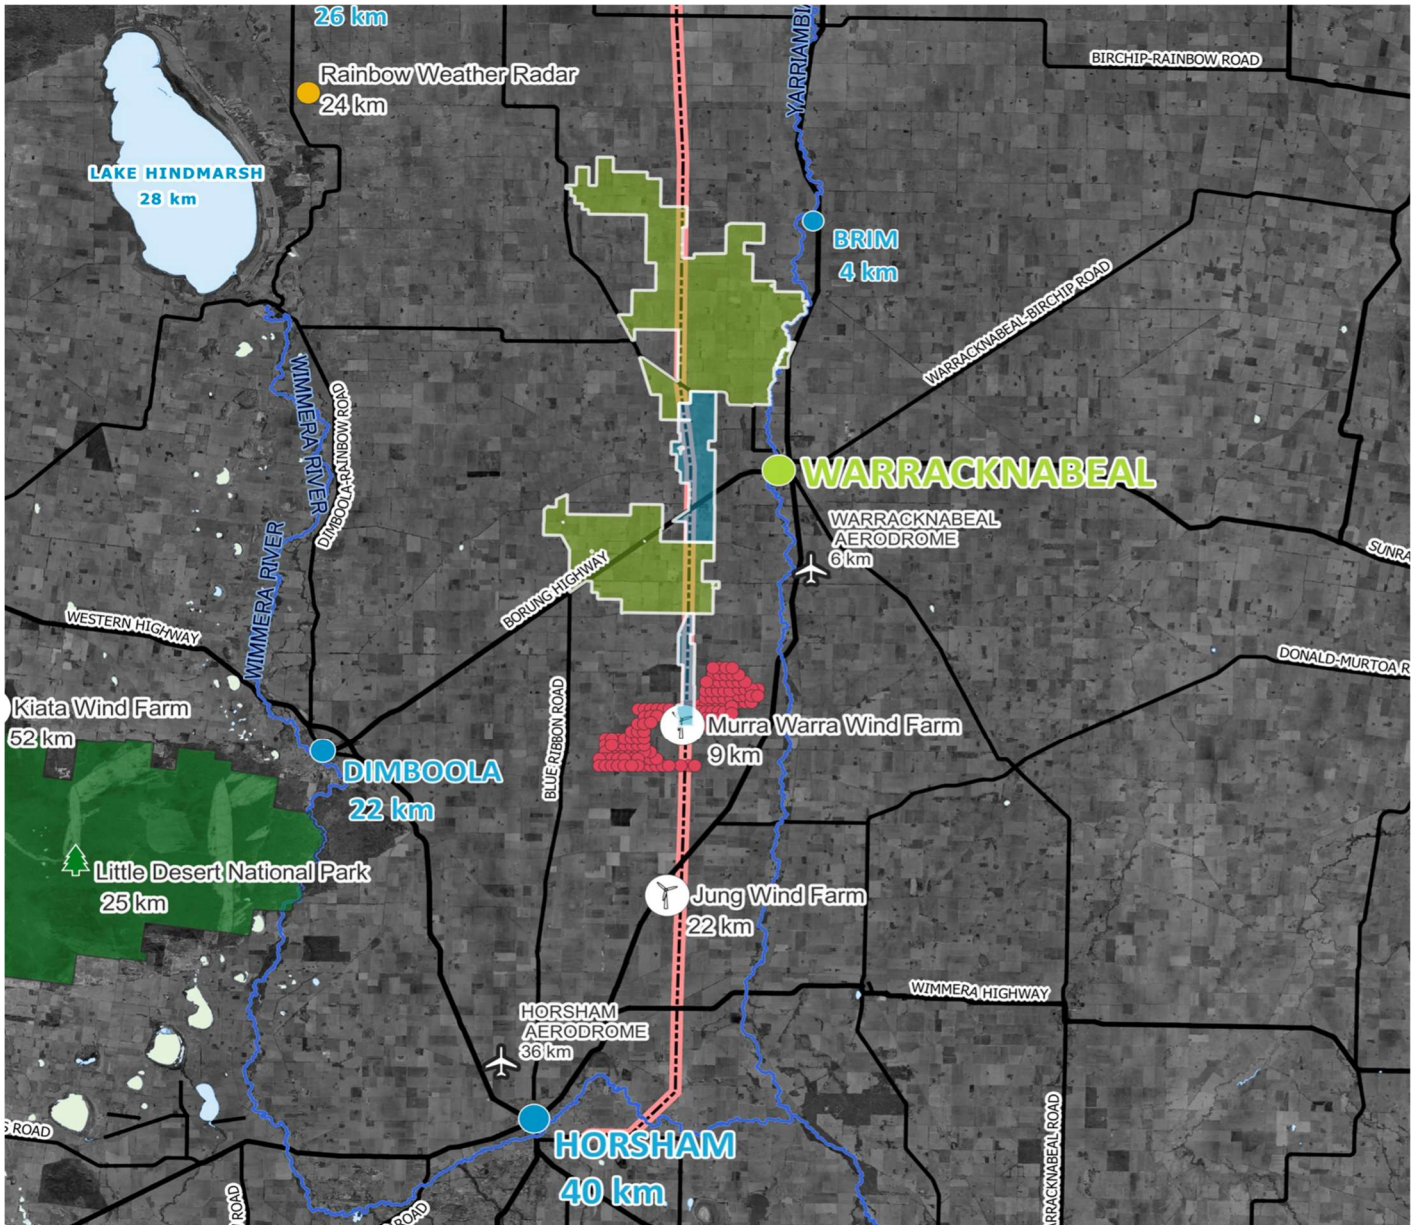 26 km
YARRIAMBI
BIRCHIP-RAINBOW ROAD
Rainbow Weather Radar
24 km
LAKE HINDMARSH
28 km
BRIM
4 km
WARRACKNABEAL-BIRCHIP ROAD
WIMMERA RIVER
DIMBOOLA-RAINBOW ROAD
WARRACKNABEAL
WARRACKNABEAL
AERODROME
6 km
SUNRA
WIMMERA RIVER
BORUNG HIGHWAY
WESTERN HIGHWAY
DONALD-MURTOA R
Kiata Wind Farm
52 km
BLUE RIBBON ROAD
Murra Warra Wind Farm
9 km
DIMBOOLA
22 km
Little Desert National Park
25 km
Jung Wind Farm
22 km
WIMMERA HIGHWAY
HORSHAM
AERODROME
36 km
S ROAD
HORSHAM
40 km
RRACKNABEAL ROAD
ROAD
ROAD